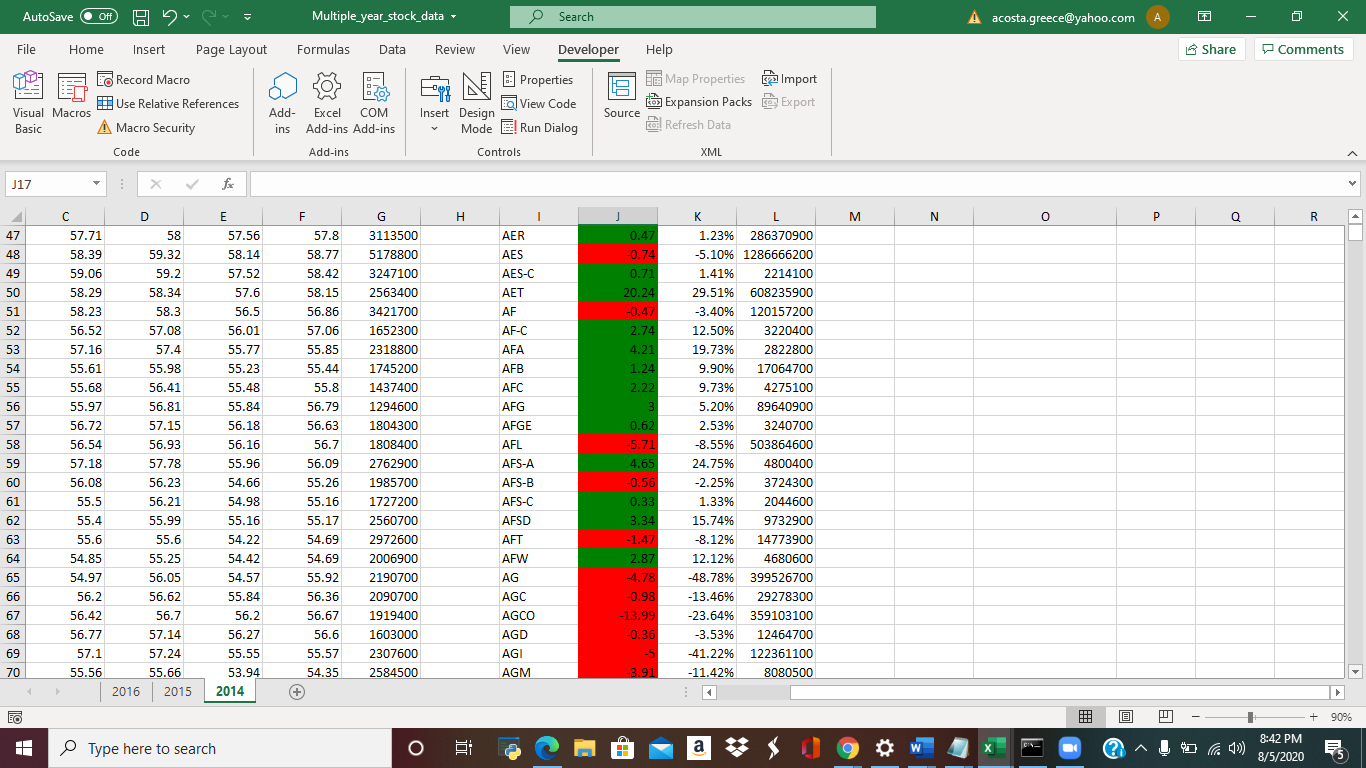 AutoSave Off Multiple_year_stock_data Search acosta.greece@yahoo.com A
File Home Insert Page Layout Formulas Data Review View Developer Help Share Comments
Visual Basic
Macros
Record Macro
Use Relative References
Macro Security
Code
Add-ins
Excel Add-ins
COM Add-ins
Add-ins
Insert
Design Mode
Properties
View Code
Run Dialog
Controls
Source
Map Properties
Expansion Packs
Refresh Data
Import
Export
XML
J17 fx
C D E F G H I J K L M N O P Q R
47 57.71 58 57.56 57.8 3113500 AER 0.47 1.23% 286370900
48 58.39 59.32 58.14 58.77 5178800 AES -0.74 -5.10% 1286666200
49 59.06 59.2 57.52 58.42 3247100 AES-C 0.71 1.41% 2214100
50 58.29 58.34 57.6 58.15 2563400 AET 20.24 29.51% 608235900
51 58.23 58.3 56.5 56.86 3421700 AF -0.47 -3.40% 120157200
52 56.52 57.08 56.01 57.06 1652300 AF-C 2.74 12.50% 3220400
53 57.16 57.4 55.77 55.85 2318800 AFA 4.21 19.73% 2822800
54 55.61 55.98 55.23 55.44 1745200 AFB 1.24 9.90% 17064700
55 55.68 56.41 55.48 55.8 1437400 AFC 2.22 9.73% 4275100
56 55.97 56.81 55.84 56.79 1294600 AFG 3 5.20% 89640900
57 56.72 57.15 56.18 56.63 1804300 AFGE 0.62 2.53% 3240700
58 56.54 56.93 56.16 56.7 1808400 AFL -5.71 -8.55% 503864600
59 57.18 57.78 55.96 56.09 2762900 AFS-A 4.65 24.75% 4800400
60 56.08 56.23 54.66 55.26 1985700 AFS-B -0.56 -2.25% 3724300
61 55.5 56.21 54.98 55.16 1727200 AFS-C 0.33 1.33% 2044600
62 55.4 55.99 55.16 55.17 2560700 AFSD 3.34 15.74% 9732900
63 55.6 55.6 54.22 54.69 2972600 AFT -1.47 -8.12% 14773900
64 54.85 55.25 54.42 54.69 2006900 AFW 2.87 12.12% 4680600
65 54.97 56.05 54.57 55.92 2190700 AG -4.78 -48.78% 399526700
66 56.2 56.62 55.84 56.36 2090700 AGC -0.98 -13.46% 29278300
67 56.42 56.7 56.2 56.67 1919400 AGCO -13.99 -23.64% 359103100
68 56.77 57.14 56.27 56.6 1603000 AGD -0.36 -3.53% 12464700
69 57.1 57.24 55.55 55.57 2307600 AGI -5 -41.22% 122361100
70 55.56 55.66 53.94 54.35 2584500 AGM -3.91 -11.42% 8080500
2016 2015 2014
90%
Type here to search
8:42 PM
8/5/2020
5